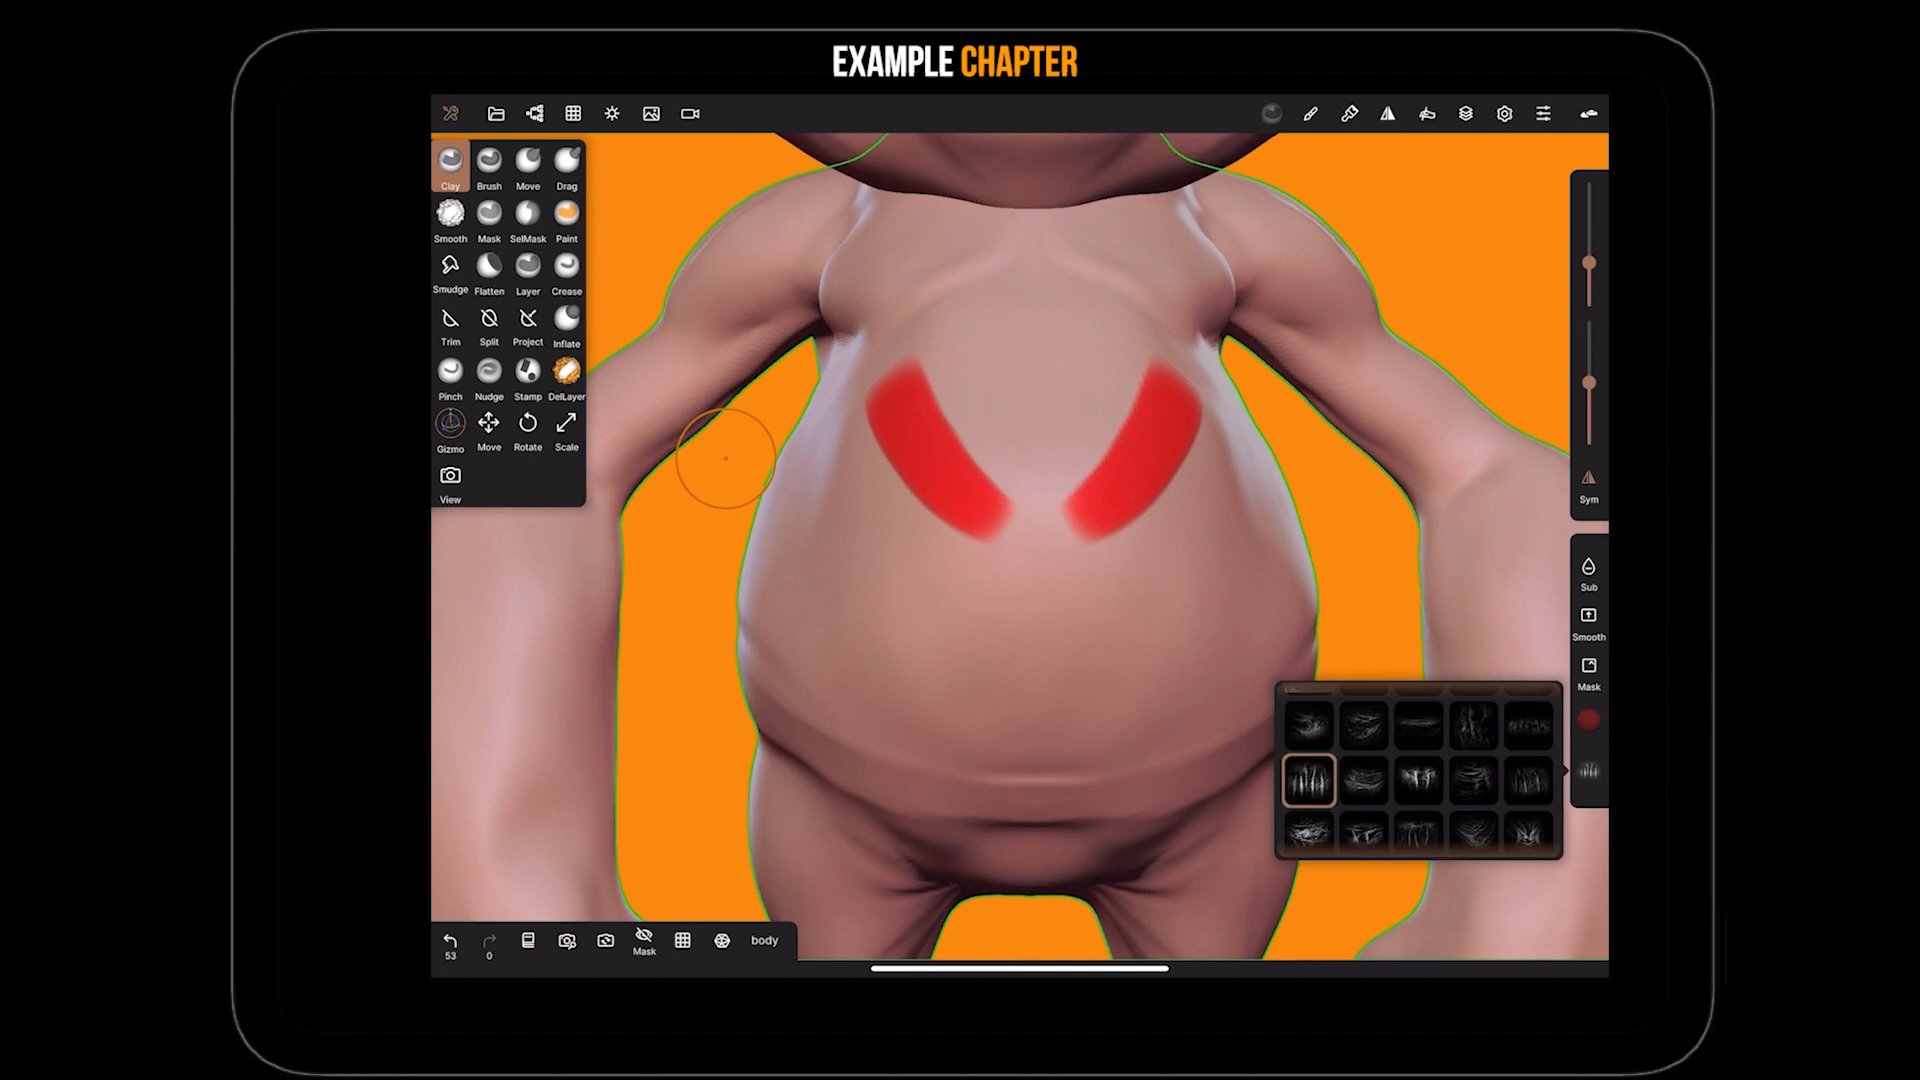 EXAMPLE CHAPTER
Clay Brush Move Drag
Smooth Mask SelMask Paint
Smudge Flatten Layer Crease
Trim Split Project Inflate
Pinch Nudge Stamp DelLayer
Gizmo Move Rotate Scale
View
Sym
Sub
Smooth
Mask
53 0 Mask body